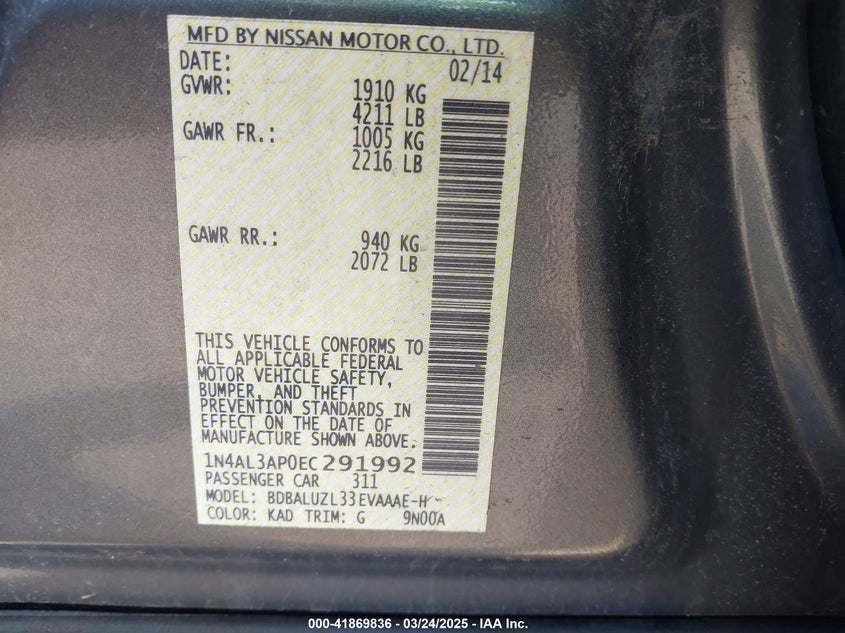 MFD BY NISSAN MOTOR CO., LTD.
DATE: 02/14
GVWR: 1910 KG
4211 LB
GAWR FR.: 1005 KG
2216 LB
GAWR RR.: 940 KG
2072 LB
THIS VEHICLE CONFORMS TO
ALL APPLICABLE FEDERAL
MOTOR VEHICLE SAFETY,
BUMPER, AND THEFT
PREVENTION STANDARDS IN
EFFECT ON THE DATE OF
MANUFACTURE SHOWN ABOVE.
1N4AL3AP0EC291992
PASSENGER CAR 311
MODEL: BDBALUZL33EVAAAE-H
COLOR: KAD TRIM: G 9N00A
000-41869836 - 03/24/2025 - IAA Inc.